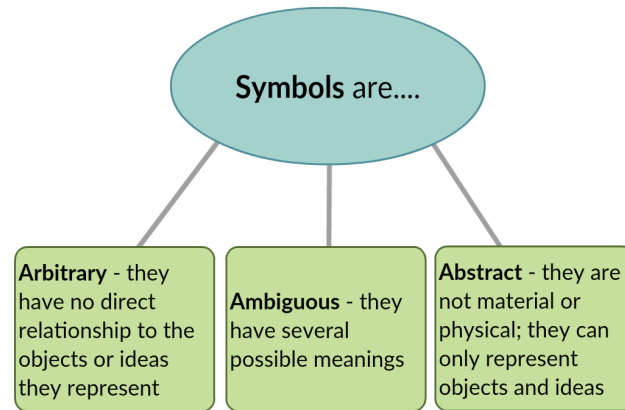 Symbols are....
Arbitrary - they
have no direct
relationship to the
objects or ideas
they represent
Ambiguous - they
have several
possible meanings
Abstract - they are
not material or
physical; they can
only represent
objects and ideas